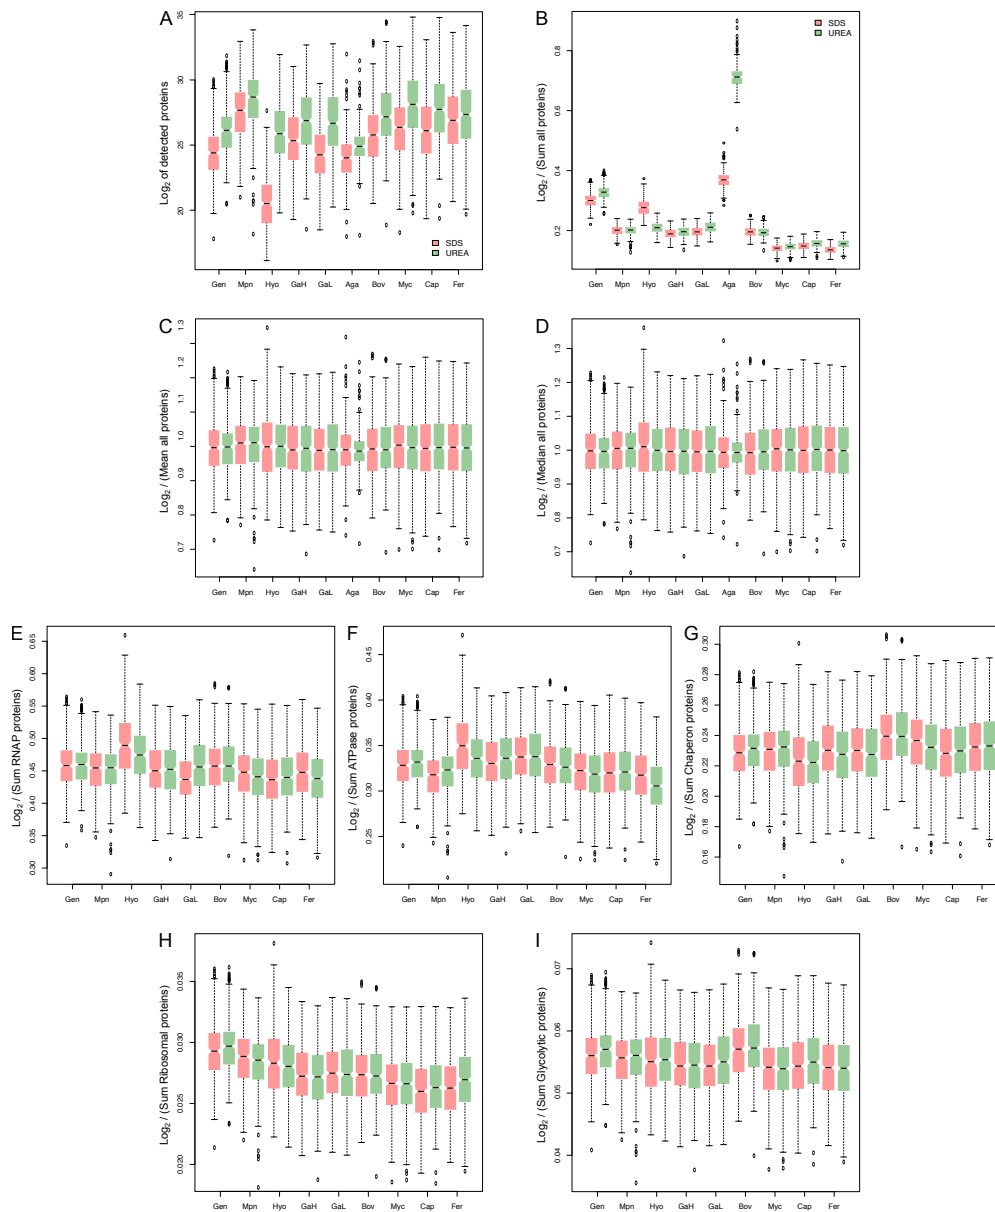 A
Log2 of detected proteins
35
30
25
20
SDS
UREA
Gen Mpn Hyo GaH GaL Aga Bov Myc Cap Fer
B
Log2 / (Sum all proteins)
0.8
0.6
0.4
0.2
SDS
UREA
Gen Mpn Hyo GaH GaL Aga Bov Myc Cap Fer
C
Log2 / (Mean all proteins)
1.3
1.2
1.1
1.0
0.9
0.8
0.7
Gen Mpn Hyo GaH GaL Aga Bov Myc Cap Fer
D
Log2 / (Median all proteins)
1.3
1.2
1.1
1.0
0.9
0.8
0.7
Gen Mpn Hyo GaH GaL Aga Bov Myc Cap Fer
E
Log2 / (Sum RNAP proteins)
0.65
0.60
0.55
0.50
0.45
0.40
0.35
0.30
Gen Mpn Hyo GaH GaL Bov Myc Cap Fer
F
Log2 / (Sum ATPase proteins)
0.45
0.40
0.35
0.30
0.25
Gen Mpn Hyo GaH GaL Bov Myc Cap Fer
G
Log2 / (Sum Chaperon proteins)
0.30
0.28
0.26
0.24
0.22
0.20
0.18
0.16
Gen Mpn Hyo GaH GaL Bov Myc Cap Fer
H
Log2 / (Sum Ribosomal proteins)
0.035
0.030
0.025
0.020
Gen Mpn Hyo GaH GaL Bov Myc Cap Fer
I
Log2 / (Sum Glycolytic proteins)
0.07
0.06
0.05
0.04
Gen Mpn Hyo GaH GaL Bov Myc Cap Fer